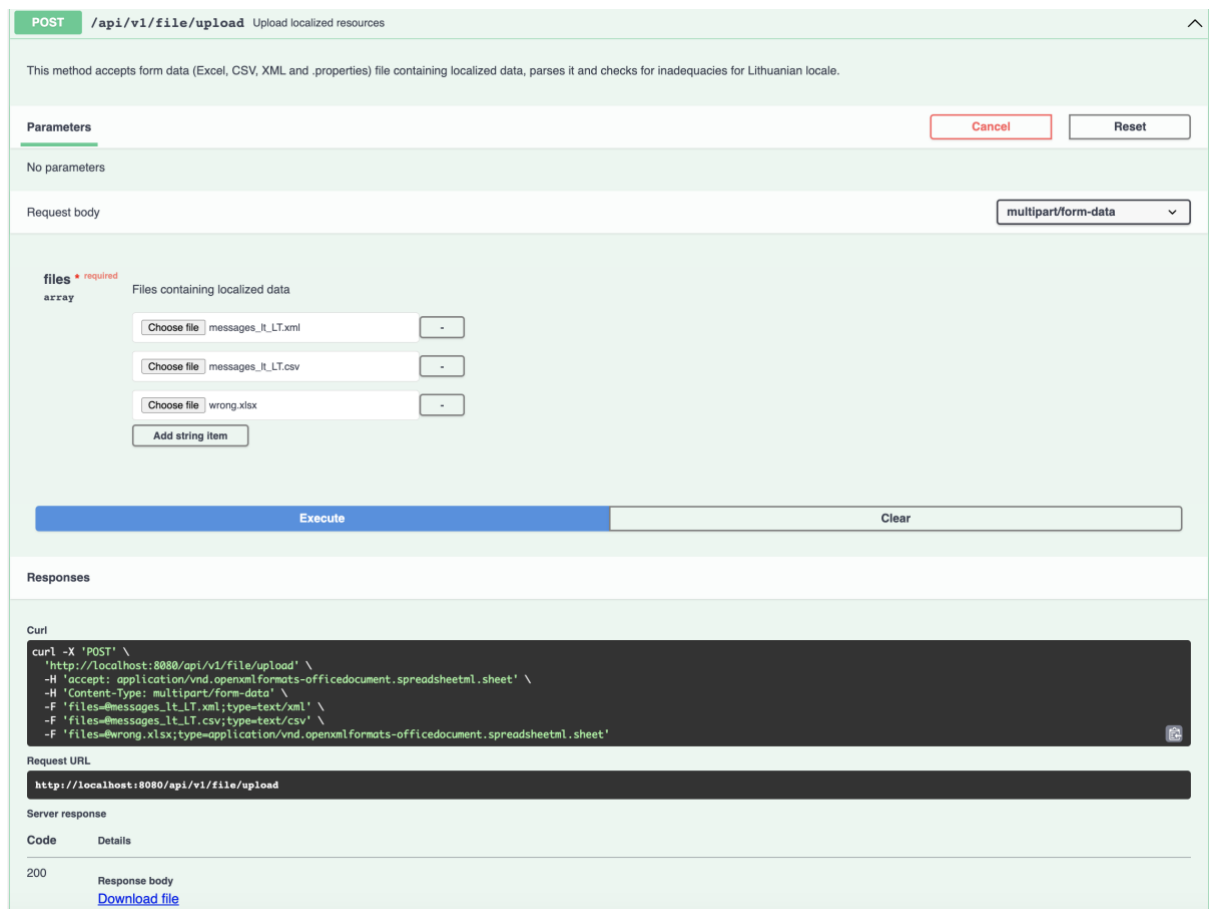 POST /api/v1/file/upload Upload localized resources
This method accepts form data (Excel, CSV, XML and .properties) file containing localized data, parses it and checks for inadequacies for Lithuanian locale.
Parameters Cancel Reset
No parameters
Request body multipart/form-data
files * required
array
Files containing localized data
Choose file messages_lt_LT.xml -
Choose file messages_lt_LT.csv -
Choose file wrong.xlsx -
Add string item
Execute Clear
Responses
Curl
curl -X 'POST' \
'http://localhost:8080/api/v1/file/upload' \
-H 'accept: application/vnd.openxmlformats-officedocument.spreadsheetml.sheet' \
-H 'Content-Type: multipart/form-data' \
-F 'files=@messages_lt_LT.xml;type=text/xml' \
-F 'files=@messages_lt_LT.csv;type=text/csv' \
-F 'files=@wrong.xlsx;type=application/vnd.openxmlformats-officedocument.spreadsheetml.sheet'
Request URL
http://localhost:8080/api/v1/file/upload
Server response
Code Details
200
Response body
Download file